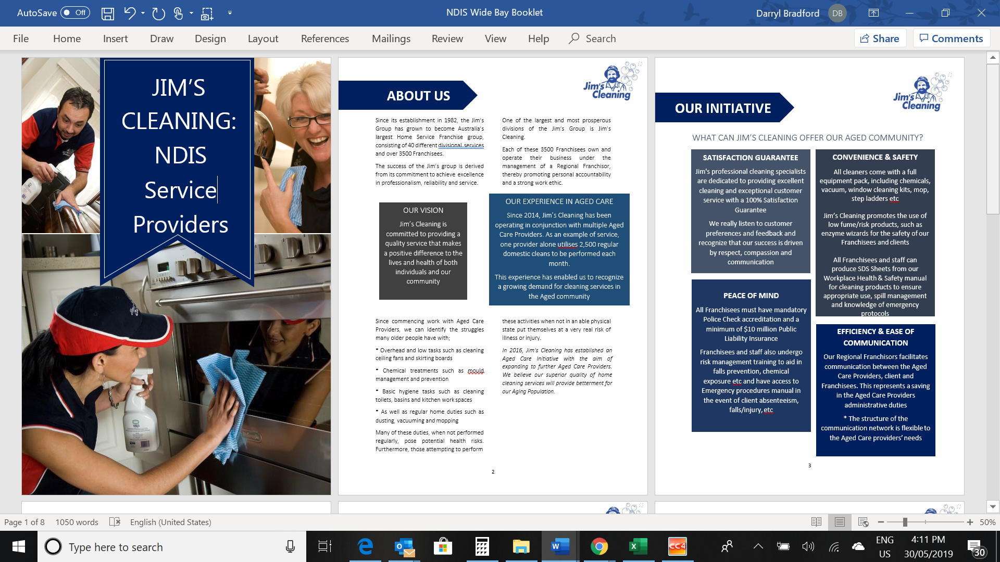 AutoSave Off
NDIS Wide Bay Booklet
Darryl Bradford DB
File Home Insert Draw Design Layout References Mailings Review View Help Search
Share Comments
JIM'S
CLEANING:
NDIS
Service
Providers
Jim's
Cleaning
ABOUT US
Since its establishment in 1982, the Jim's
Group has grown to become Australia's
largest Home Service Franchise group,
consisting of 40 different divisional services
and over 3500 Franchisees.
The success of the Jim's group is derived
from its commitment to achieve excellence
in professionalism, reliability and service.
One of the largest and most prosperous
divisions of the Jim's Group is Jim's
Cleaning.
Each of these 3500 Franchisees own and
operate their business under the
management of a Regional Franchisor,
thereby promoting personal accountability
and a strong work ethic.
OUR VISION
Jim's Cleaning is
committed to providing a
quality service that makes
a positive difference to the
lives and health of both
individuals and our
community
OUR EXPERIENCE IN AGED CARE
Since 2014, Jim's Cleaning has been
operating in conjunction with multiple Aged
Care Providers. As an example of service,
one provider alone utilises 2,500 regular
domestic cleans to be performed each
month.
This experience has enabled us to recognize
a growing demand for cleaning services in
the Aged community
Since commencing work with Aged Care
Providers, we can identify the struggles
many older people have with;
* Overhead and low tasks such as cleaning
ceiling fans and skirting boards
* Chemical treatments such as mould
management and prevention
* Basic hygiene tasks such as cleaning
toilets, basins and kitchen work spaces
* As well as regular home duties such as
dusting, vacuuming and mopping
Many of these duties, when not performed
regularly, pose potential health risks.
Furthermore, those attempting to perform
these activities when not in an able physical
state put themselves at a very real risk of
illness or injury.
In 2016, Jim's Cleaning has established an
Aged Care Initiative with the aim of
expanding to further Aged Care Providers.
We believe our superior quality of home
cleaning services will provide betterment for
our Aging Population.
2
Jim's
Cleaning
OUR INITIATIVE
WHAT CAN JIM'S CLEANING OFFER OUR AGED COMMUNITY?
SATISFACTION GUARANTEE
Jim's professional cleaning specialists
are dedicated to providing excellent
cleaning and exceptional customer
service with a 100% Satisfaction
Guarantee
We really listen to customer
preferences and feedback and
recognize that our success is driven
by respect, compassion and
communication
CONVENIENCE & SAFETY
All cleaners come with a full
equipment pack, including chemicals,
vacuum, window cleaning kits, mop,
step ladders etc
Jim's Cleaning promotes the use of
low fume/risk products, such as
enzyme wizards for the safety of our
Franchisees and clients
All Franchisees and staff can
produce SDS Sheets from our
Workplace Health & Safety manual
for cleaning products to ensure
appropriate use, spill management
and knowledge of emergency
protocols
PEACE OF MIND
All Franchisees must have mandatory
Police Check accreditation and a
minimum of $10 million Public
Liability Insurance
Franchisees and staff also undergo
risk management training to aid in
falls prevention, chemical
exposure etc and have access to
Emergency procedures manual in
the event of client absenteeism,
falls/injury, etc
EFFICIENCY & EASE OF
COMMUNICATION
Our Regional Franchisors facilitates
communication between the Aged
Care Providers, client and
Franchisees. This represents a saving
in the Aged Care Providers
administrative duties
* The structure of the
communication network is flexible to
the Aged Care providers' needs
3
Page 1 of 8 1050 words English (United States) 50%
Type here to search
CC4
ENG
US
4:11 PM
30/05/2019
30